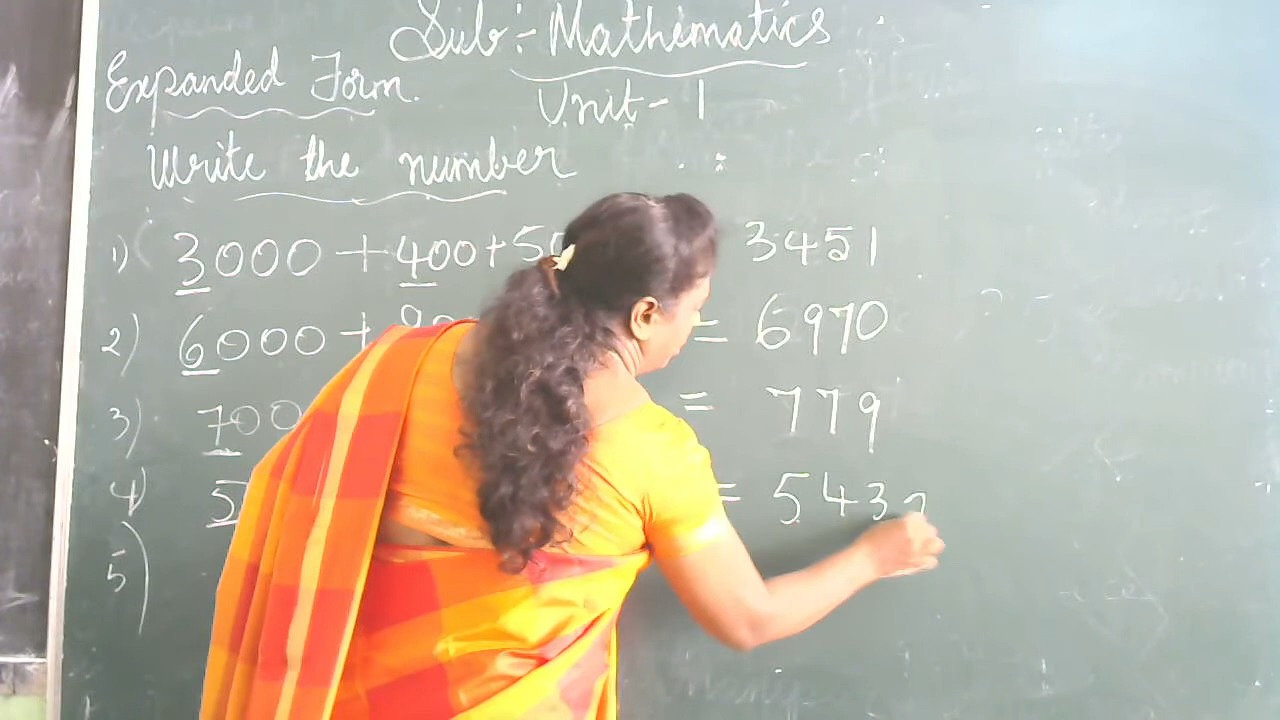 Sub:- Mathematics
Expanded Form.
Unit - 1
Write the number
1) 3000 + 400 + 50 3451
2) 6000 + 90 = 6970
3) 700 = 779
4) 5 = 543
5)